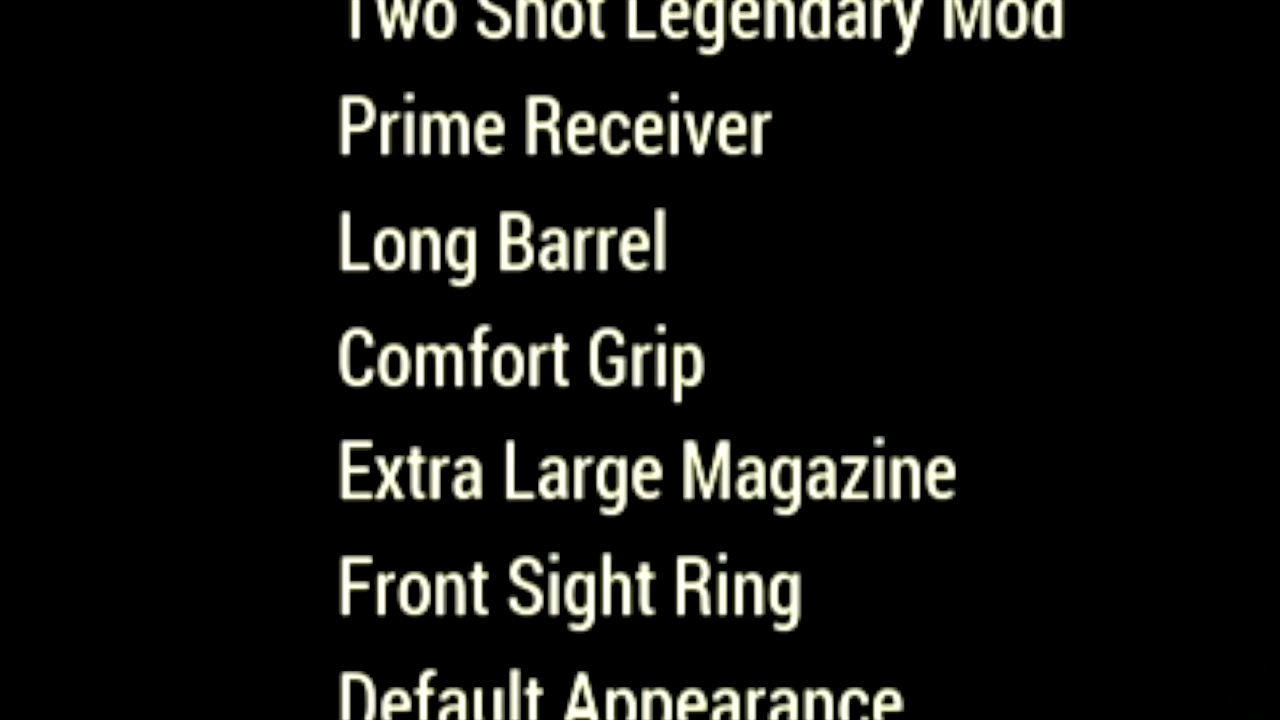 Two Shot Legendary Mod
Prime Receiver
Long Barrel
Comfort Grip
Extra Large Magazine
Front Sight Ring
Default Appearance